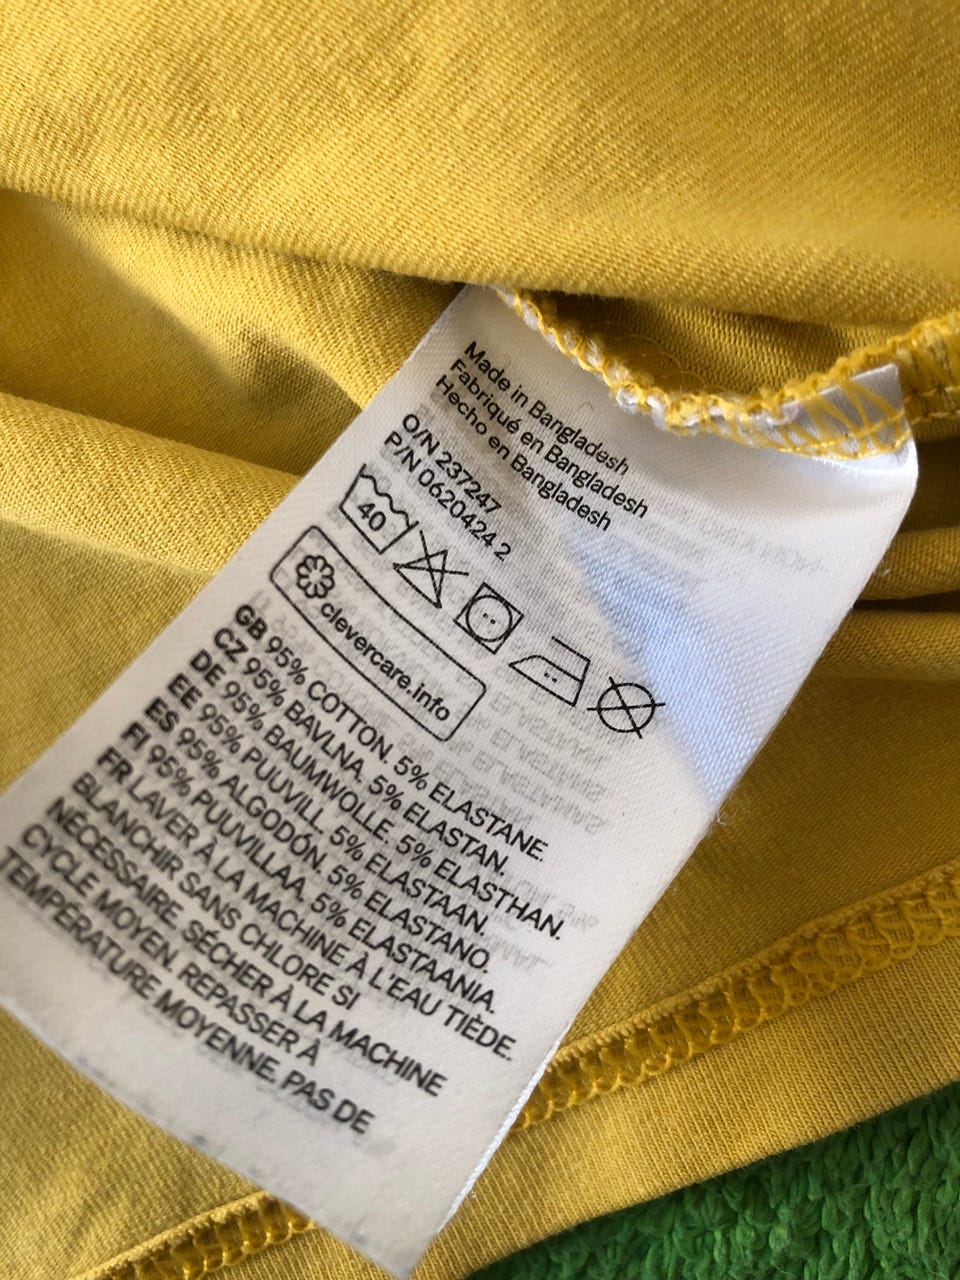 Made in Bangladesh
Fabriqué en Bangladesh
Hecho en Bangladesh
O/N 237247
P/N 0620424 2
40
clevercare.info
GB 95% COTTON. 5% ELASTANE.
CZ 95% BAVLNA. 5% ELASTAN.
DE 95% BAUMWOLLE. 5% ELASTHAN.
EE 95% PUUVILL. 5% ELASTAAN.
ES 95% ALGODÓN. 5% ELASTANO.
FI 95% PUUVILLAA, 5% ELASTAANIA.
FR LAVER À LA MACHINE À L'EAU TIÈDE.
BLANCHIR SANS CHLORE SI
NÉCESSAIRE. SÉCHER À LA MACHINE
CYCLE MOYEN. REPASSER À
TEMPÉRATURE MOYENNE. PAS DE